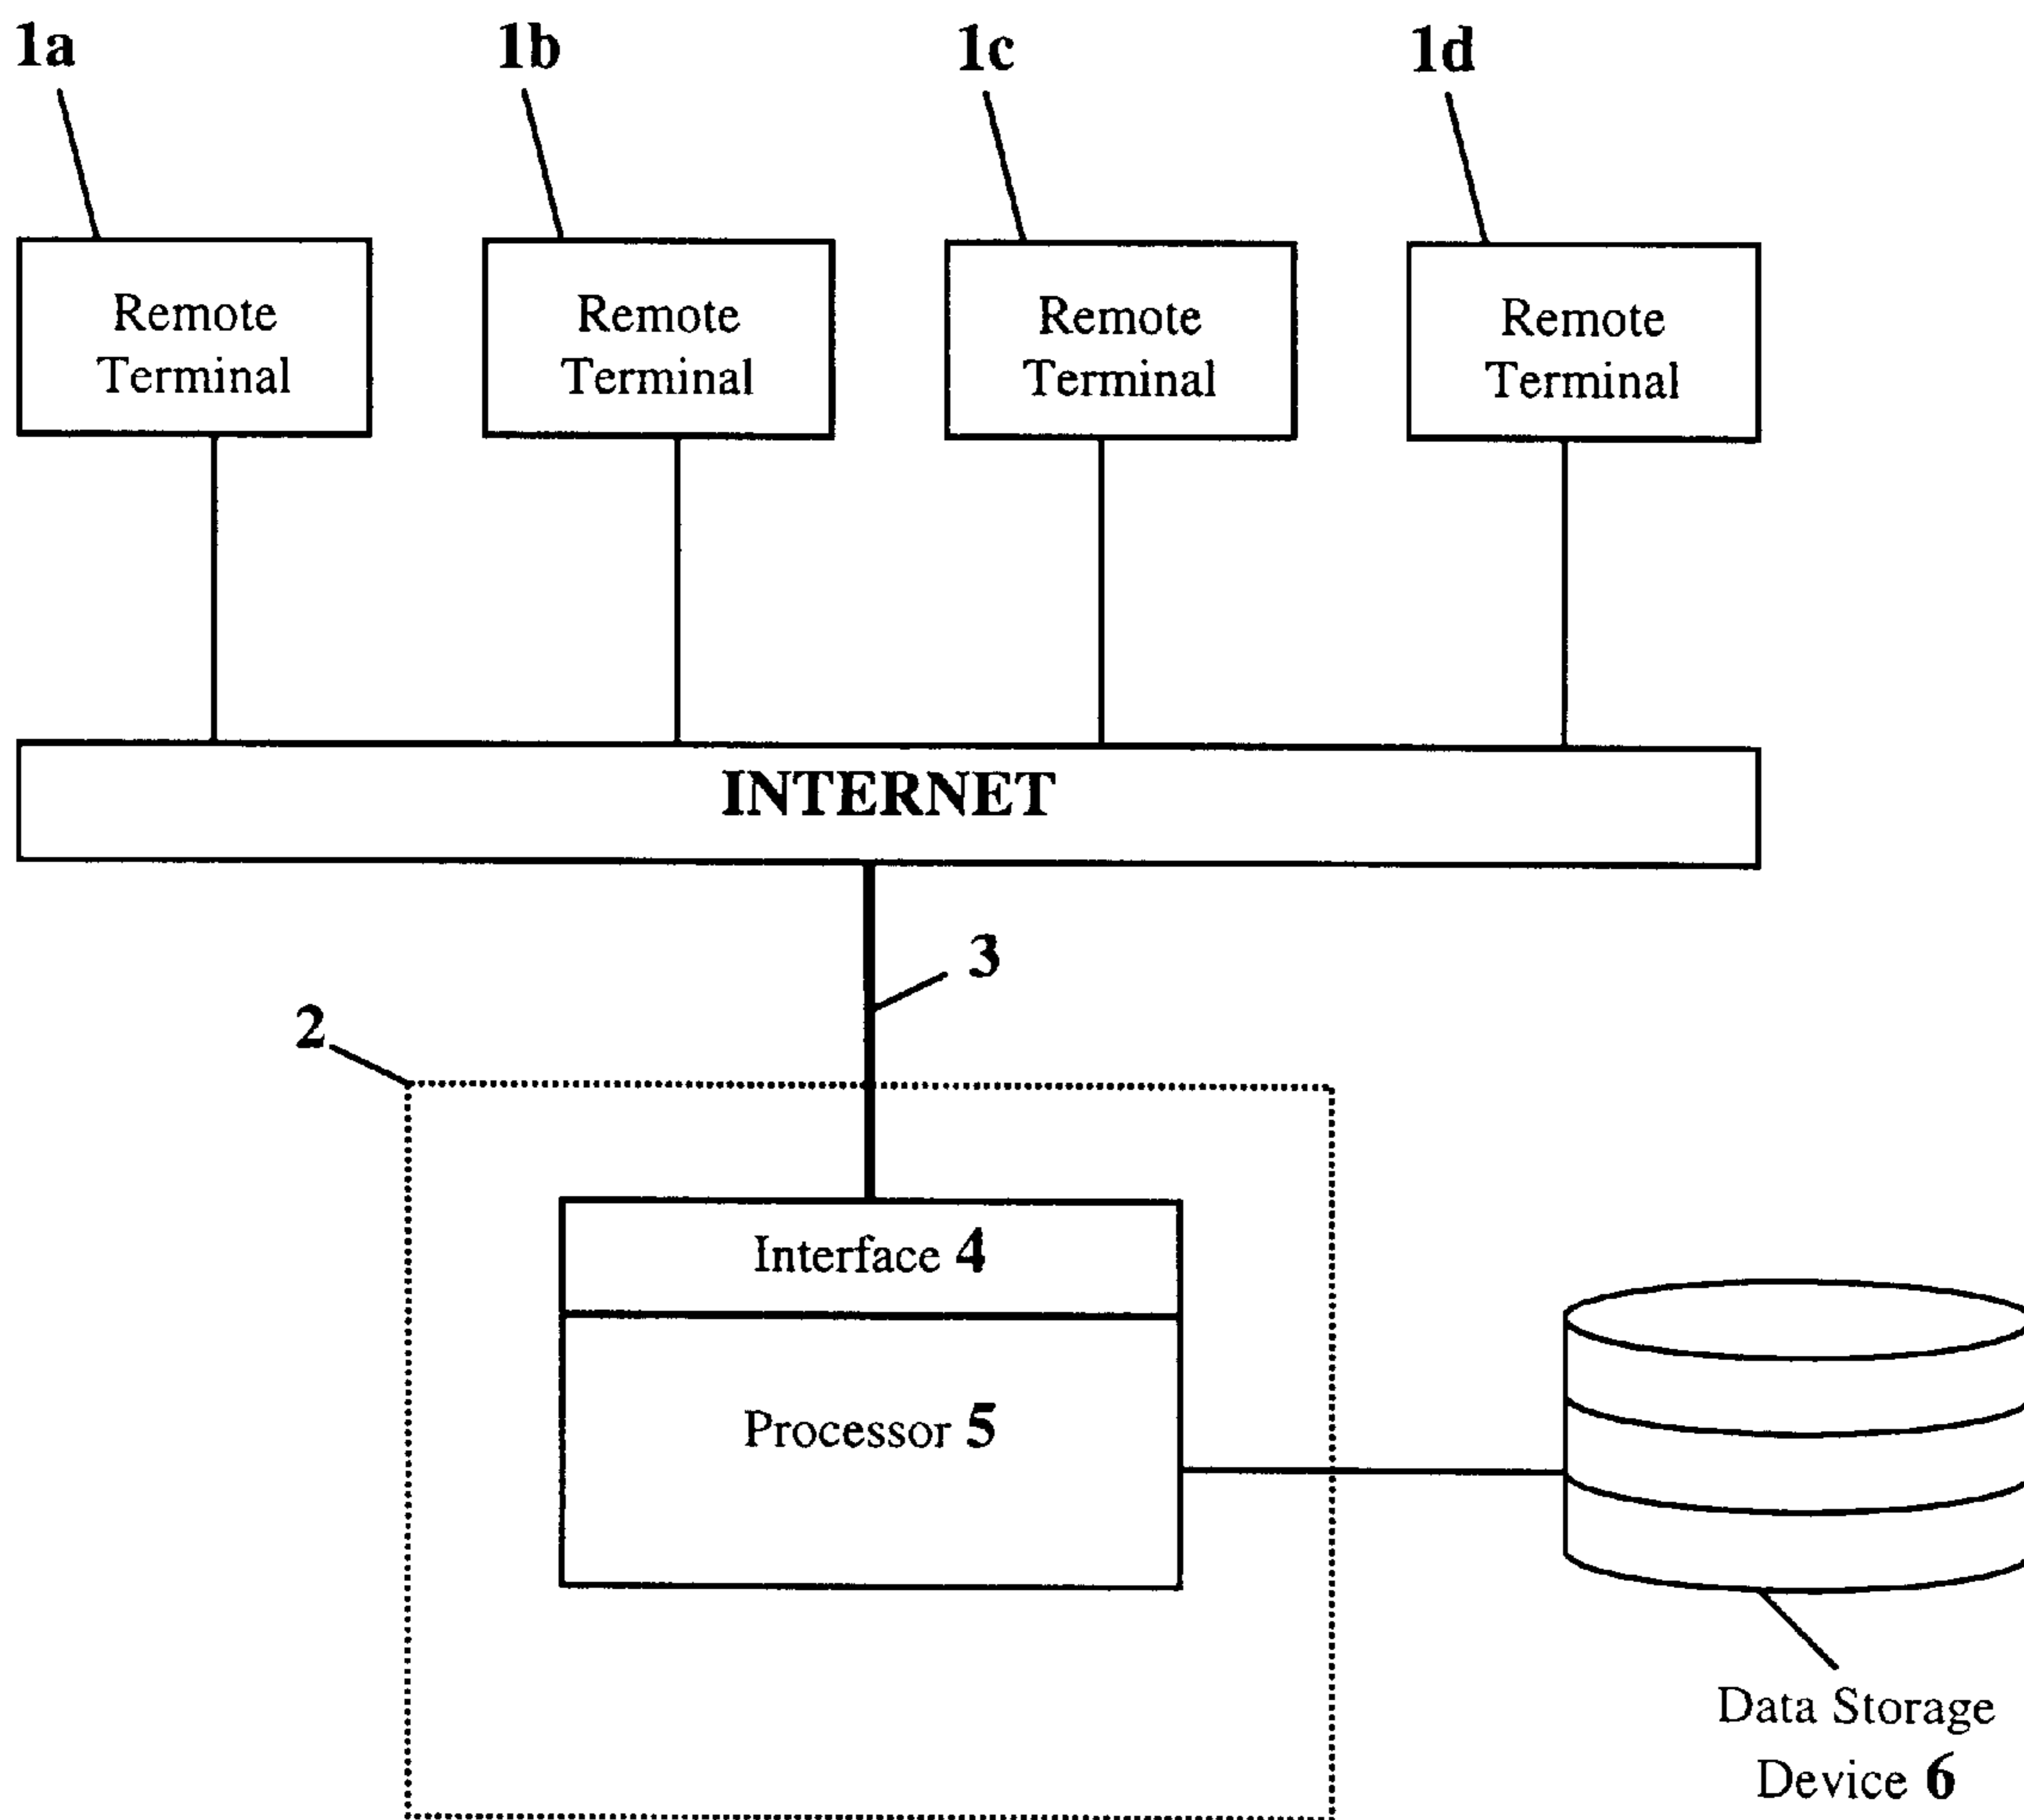 1a 1b 1c 1d
Remote
Terminal
Remote
Terminal
Remote
Terminal
Remote
Terminal
INTERNET
3
2
Interface 4
Processor 5
Data Storage
Device 6